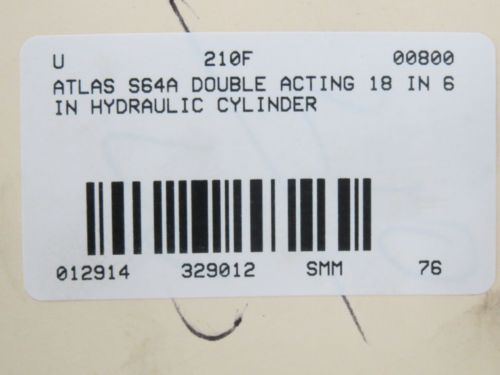 U 210F 00800
ATLAS S64A DOUBLE ACTING 18 IN 6
IN HYDRAULIC CYLINDER
012914 329012 SMM 76